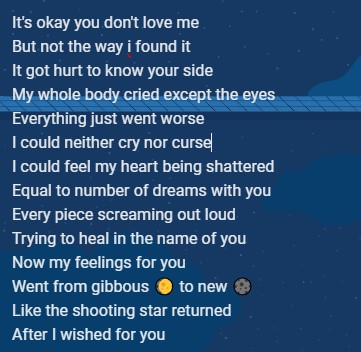 It's okay you don't love me
But not the way i found it
It got hurt to know your side
My whole body cried except the eyes
Everything just went worse
I could neither cry nor curse
I could feel my heart being shattered
Equal to number of dreams with you
Every piece screaming out loud
Trying to heal in the name of you
Now my feelings for you
Went from gibbous 🌕 to new 🌑
Like the shooting star returned
After I wished for you